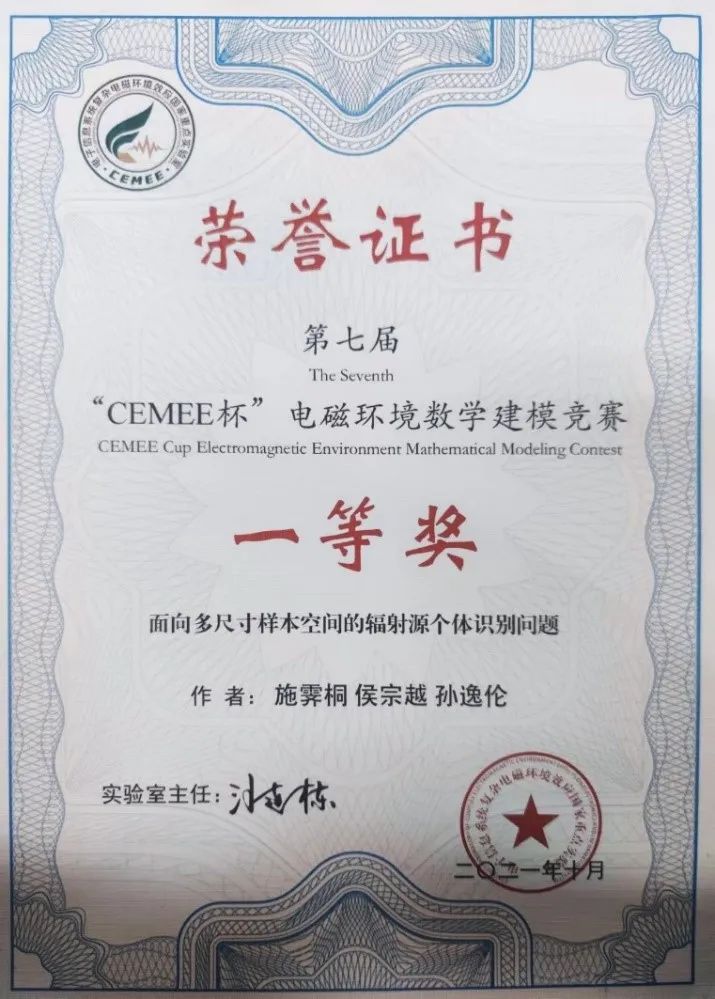 电子信息系统复杂电磁环境效应国家重点实验室
CEMEE
荣誉证书
第七届
The Seventh
“CEMEE杯” 电磁环境数学建模竞赛
CEMEE Cup Electromagnetic Environment Mathematical Modeling Contest
一等奖
面向多尺寸样本空间的辐射源个体识别问题
作 者：施霁桐 侯宗越 孙逸伦
实验室主任：
电子信息系统复杂电磁环境效应国家重点实验室
二〇二一年十月